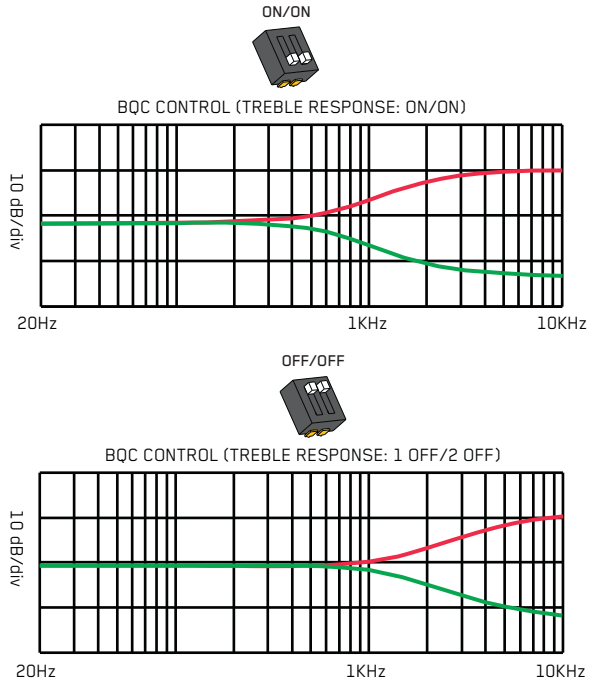 ON/ON
BQC CONTROL (TREBLE RESPONSE: ON/ON)
10 dB/div
20Hz 1KHz 10KHz
OFF/OFF
BQC CONTROL (TREBLE RESPONSE: 1 OFF/2 OFF)
10 dB/div
20Hz 1KHz 10KHz